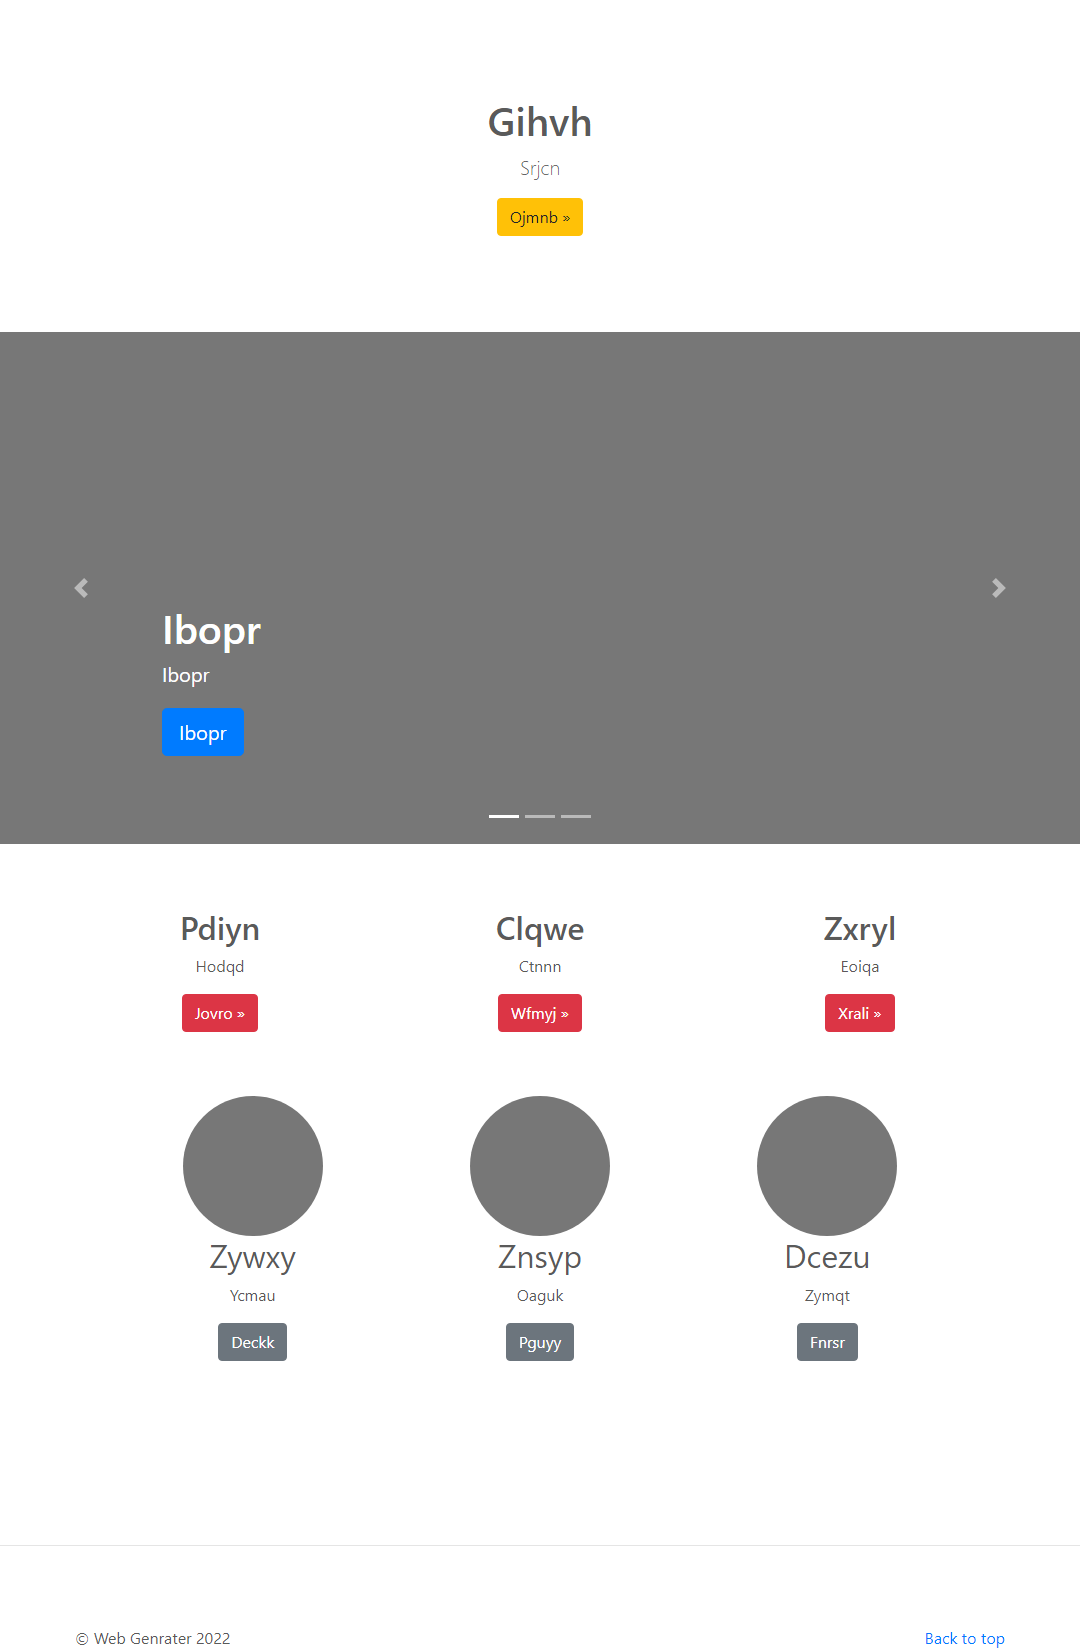 Gihvh
Srjcn
Ojmnb »
Ibopr
Ibopr
Ibopr
Pdiyn Clqwe Zxryl
Hodqd Ctnnn Eoiqa
Jovro » Wfmyj » Xrali »
Zywxy Znsyp Dcezu
Ycmau Oaguk Zymqt
Deckk Pguyy Fnrsr
© Web Genrater 2022 Back to top